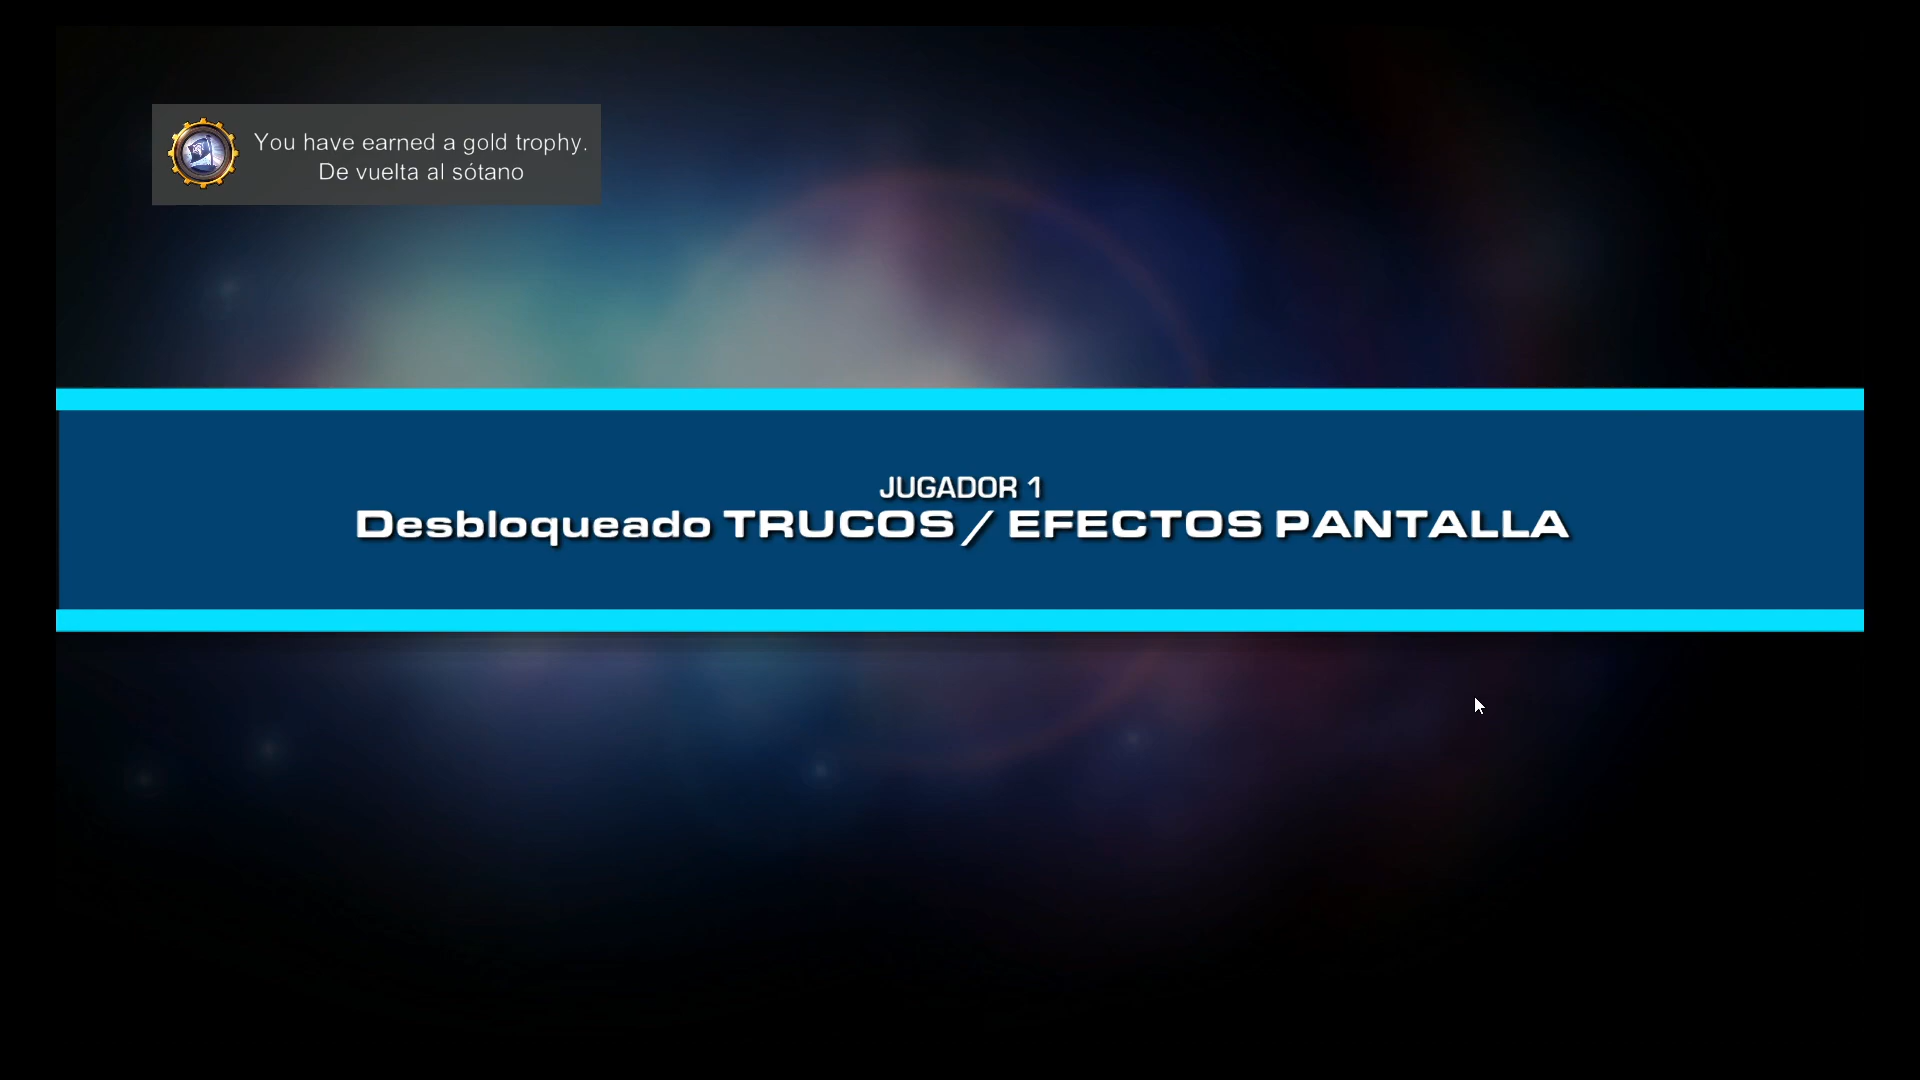 You have earned a gold trophy.
De vuelta al sótano
JUGADOR 1
Desbloqueado TRUCOS / EFECTOS PANTALLA